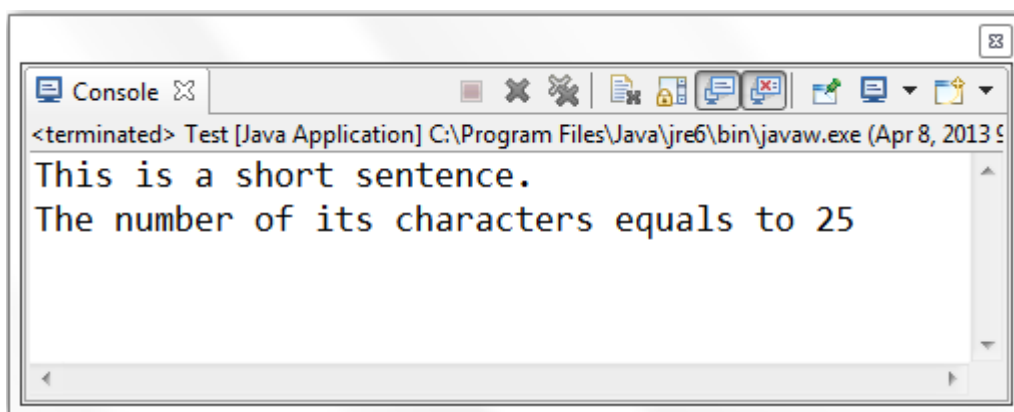 Console
<terminated> Test [Java Application] C:\Program Files\Java\jre6\bin\javaw.exe (Apr 8, 2013 9
This is a short sentence.
The number of its characters equals to 25